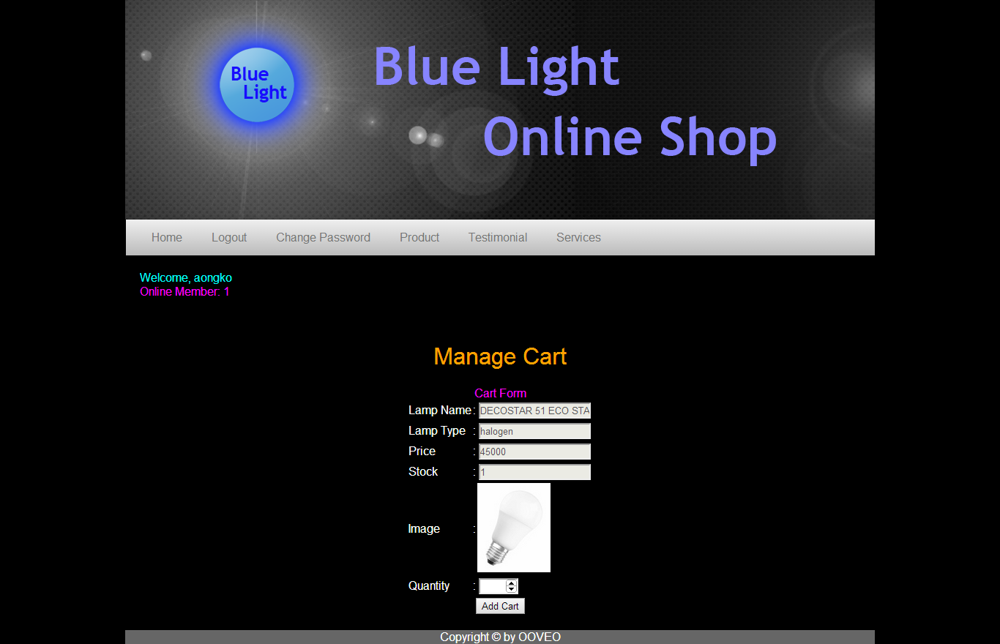 Blue
Light
Blue Light
Online Shop
Home Logout Change Password Product Testimonial Services
Welcome, aongko
Online Member: 1
Manage Cart
Cart Form
Lamp Name : DECOSTAR 51 ECO STA
Lamp Type : halogen
Price : 45000
Stock : 1
Image :
Quantity :
Add Cart
Copyright © by OOVEO